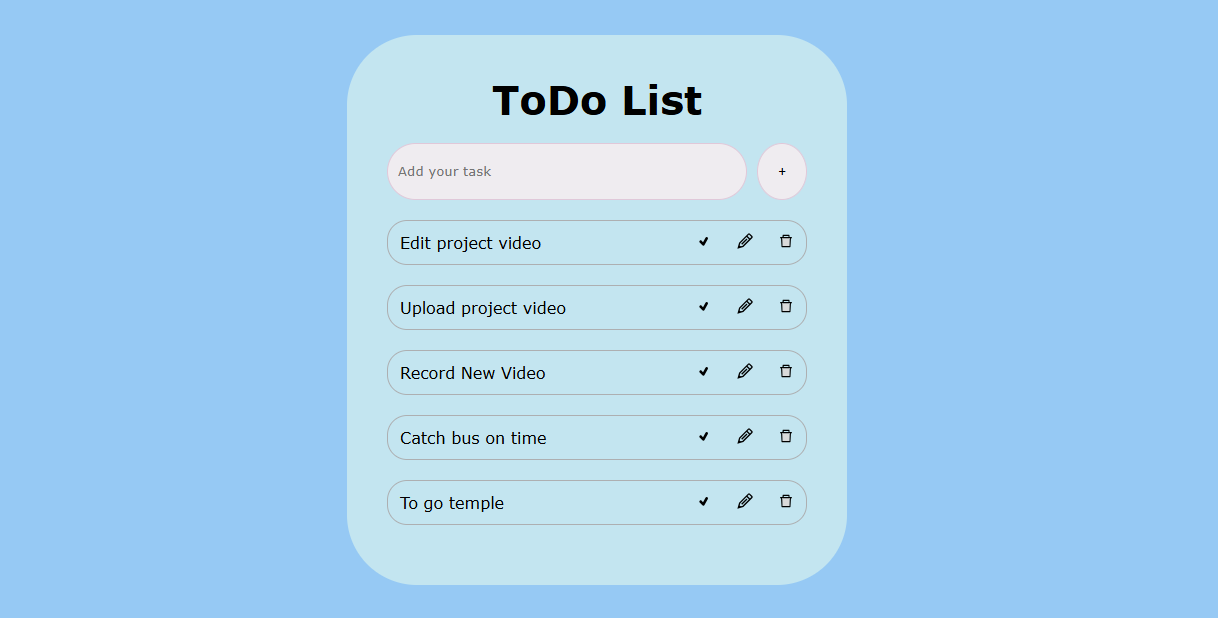 ToDo List
Add your task
+
Edit project video
Upload project video
Record New Video
Catch bus on time
To go temple